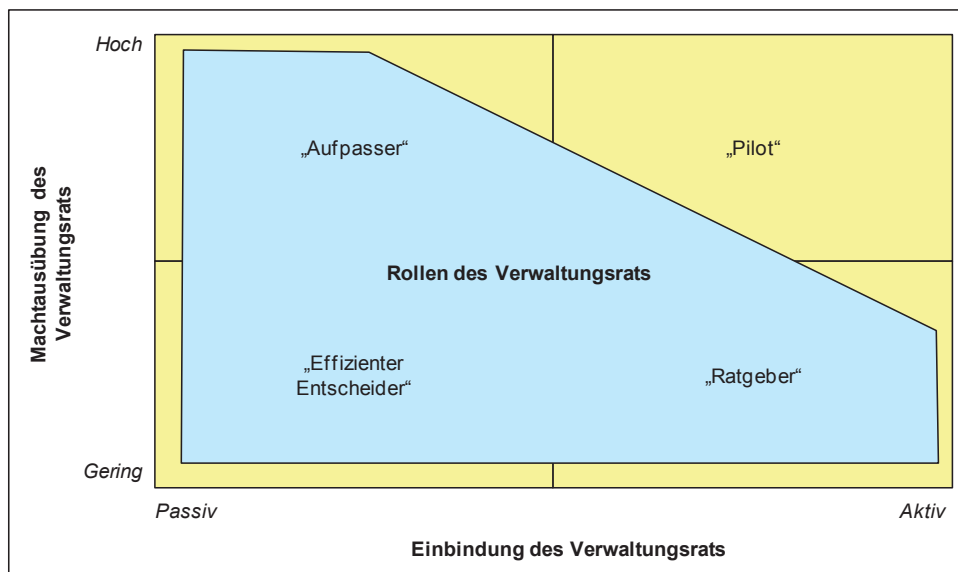 Hoch
„Aufpasser“
„Pilot“
Machtausübung des
Verwaltungsrats
Rollen des Verwaltungsrats
„Effizienter
Entscheider“
„Ratgeber“
Gering
Passiv
Aktiv
Einbindung des Verwaltungsrats